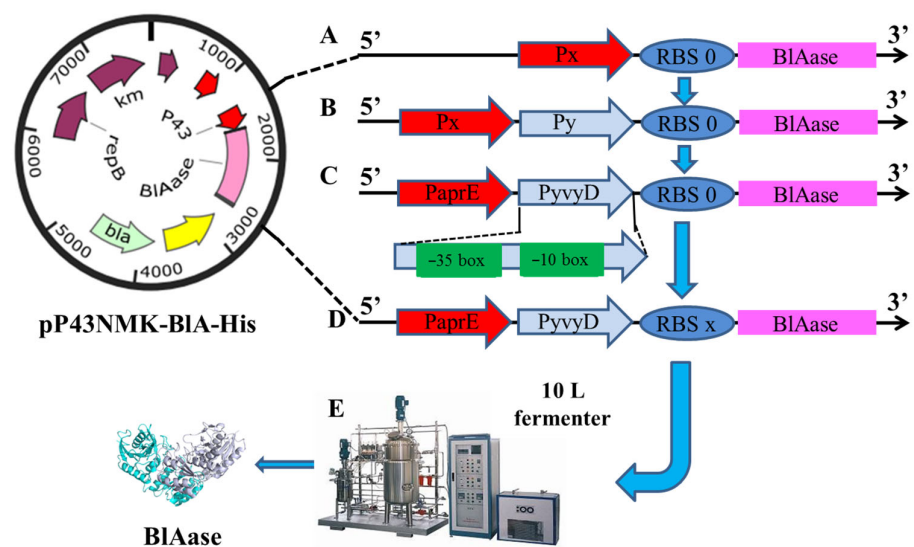 A 5’ 3’
Px RBS 0 BlAase
B 5’ 3’
Px Py RBS 0 BlAase
C 5’ 3’
PaprE PyvyD RBS 0 BlAase
−35 box −10 box
D 5’ 3’
PaprE PyvyD RBS x BlAase
1000
2000
3000
4000
5000
6000
7000
km
P43
BlAase
repB
bla
pP43NMK-BlA-His
E
10 L
fermenter
BlAase